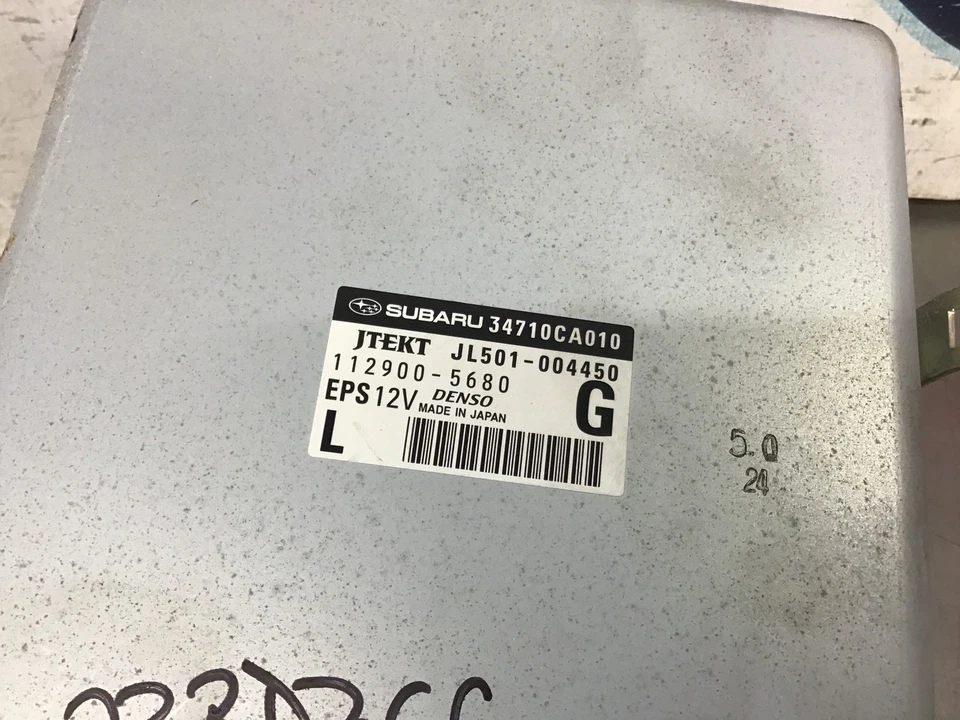 SUBARU 34710CA010
JTEKT JL501-004450
112900-5680
EPS 12V DENSO G
MADE IN JAPAN
L
5.0
24